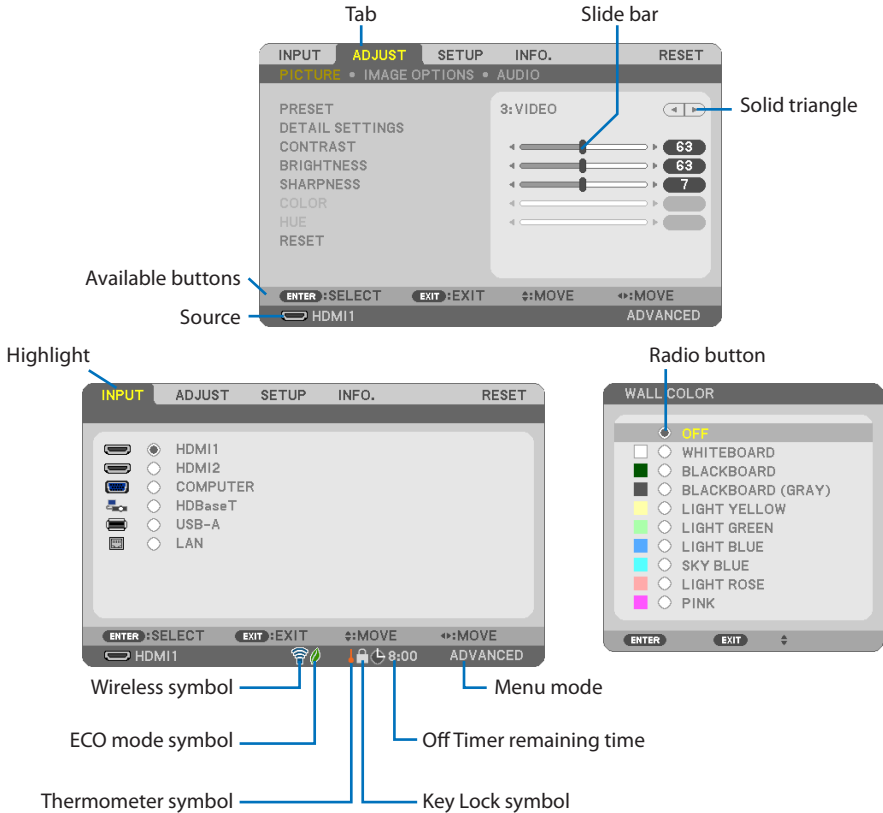 Tab Slide bar
INPUT ADJUST SETUP INFO. RESET
PICTURE • IMAGE OPTIONS • AUDIO
PRESET 3:VIDEO Solid triangle
DETAIL SETTINGS
CONTRAST 63
BRIGHTNESS 63
SHARPNESS 7
COLOR
HUE
RESET
Available buttons
ENTER :SELECT EXIT :EXIT :MOVE :MOVE
Source HDMI1 ADVANCED
Highlight
INPUT ADJUST SETUP INFO. RESET
HDMI1
HDMI2
COMPUTER
HDBaseT
USB-A
LAN
ENTER :SELECT EXIT :EXIT :MOVE :MOVE
HDMI1 8:00 ADVANCED
Radio button
WALL COLOR
OFF
WHITEBOARD
BLACKBOARD
BLACKBOARD (GRAY)
LIGHT YELLOW
LIGHT GREEN
LIGHT BLUE
SKY BLUE
LIGHT ROSE
PINK
ENTER EXIT
Wireless symbol Menu mode
ECO mode symbol Off Timer remaining time
Thermometer symbol Key Lock symbol